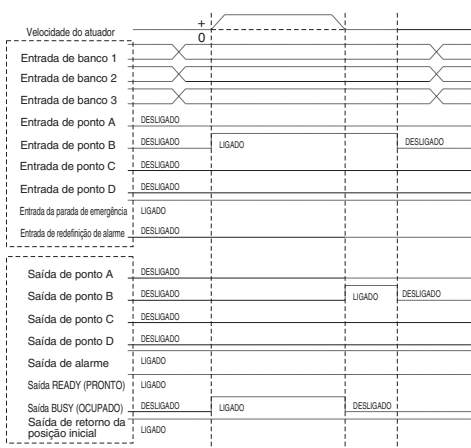 +
Velocidade do atuador
0
Entrada de banco 1
Entrada de banco 2
Entrada de banco 3
Entrada de ponto A DESLIGADO
Entrada de ponto B DESLIGADO LIGADO DESLIGADO
Entrada de ponto C DESLIGADO
Entrada de ponto D DESLIGADO
Entrada da parada de emergência LIGADO
Entrada de redefinição de alarme DESLIGADO
Saída de ponto A DESLIGADO
Saída de ponto B DESLIGADO LIGADO DESLIGADO
Saída de ponto C DESLIGADO
Saída de ponto D DESLIGADO
Saída de alarme LIGADO
Saída READY (PRONTO) LIGADO
Saída BUSY (OCUPADO) DESLIGADO LIGADO DESLIGADO
Saída de retorno da
posição inicial LIGADO